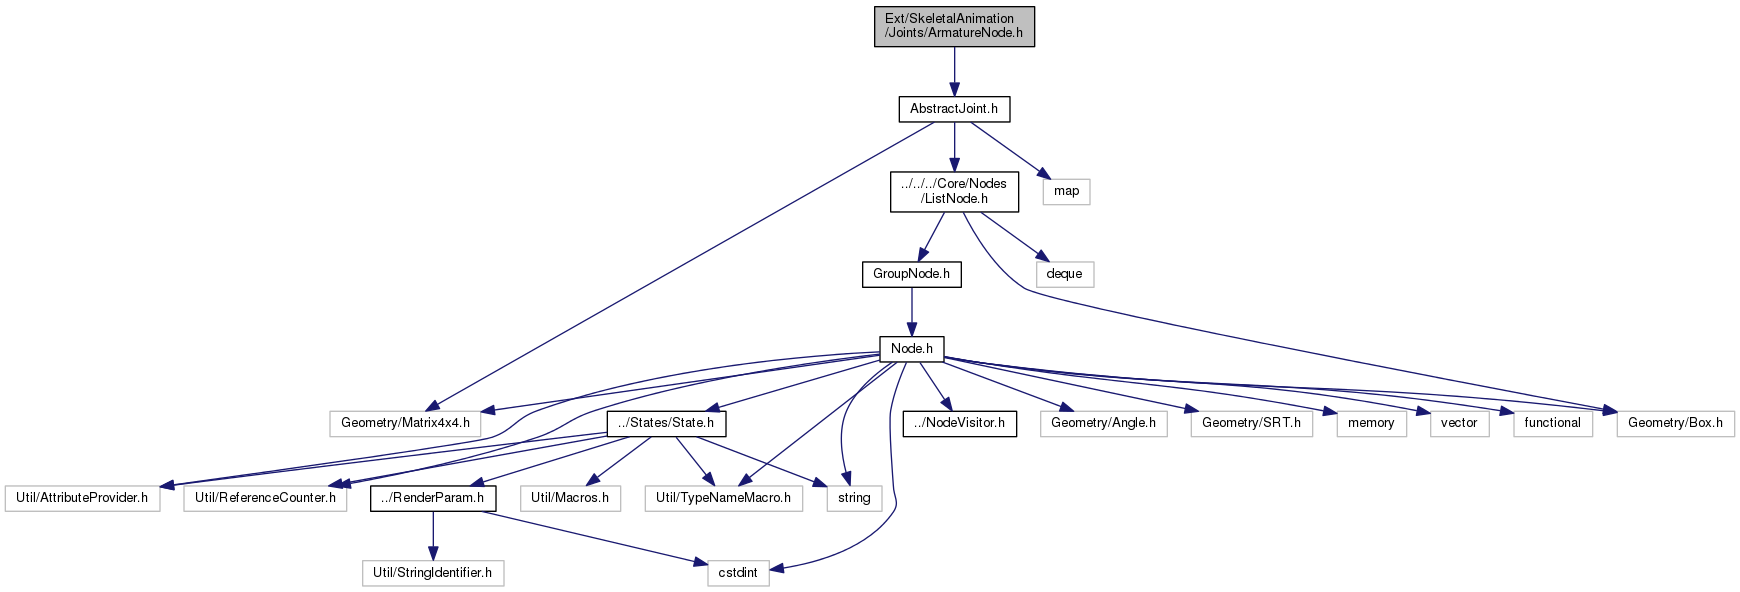 Ext/SkeletalAnimation
/Joints/ArmatureNode.h
AbstractJoint.h
../../../Core/Nodes
/ListNode.h
map
GroupNode.h
deque
Node.h
Geometry/Matrix4x4.h
../States/State.h
../NodeVisitor.h
Geometry/Angle.h
Geometry/SRT.h
memory
vector
functional
Geometry/Box.h
Util/AttributeProvider.h
Util/ReferenceCounter.h
../RenderParam.h
Util/Macros.h
Util/TypeNameMacro.h
string
Util/StringIdentifier.h
cstdint